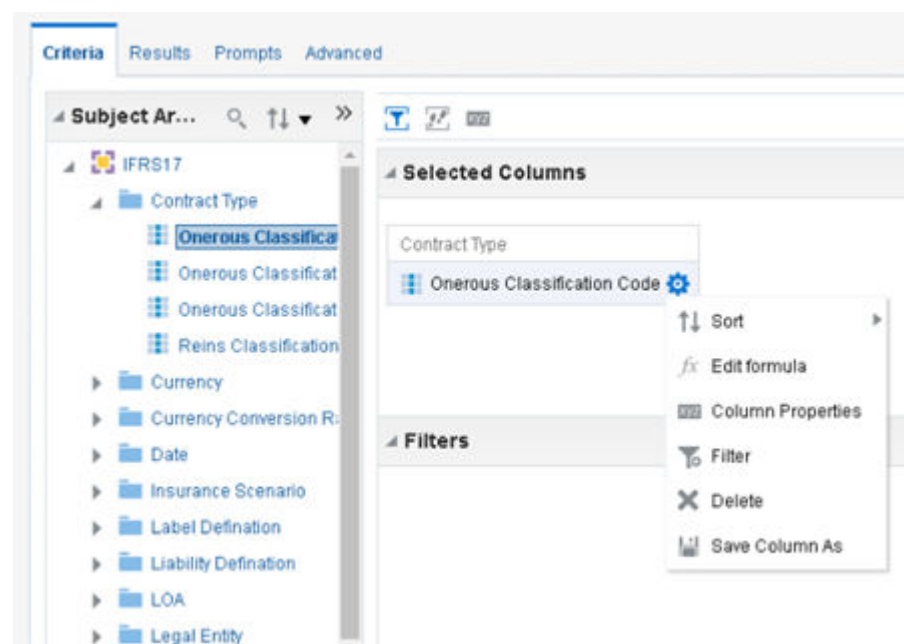 Criteria Results Prompts Advanced
Subject Ar...
IFRS17
Contract Type
Onerous Classifica
Onerous Classificat
Onerous Classificat
Reins Classification
Currency
Currency Conversion R
Date
Insurance Scenario
Label Defination
Liability Defination
LOA
Legal Entity
Selected Columns
Contract Type
Onerous Classification Code
Sort
fx Edit formula
Column Properties
Filter
Delete
Save Column As
Filters